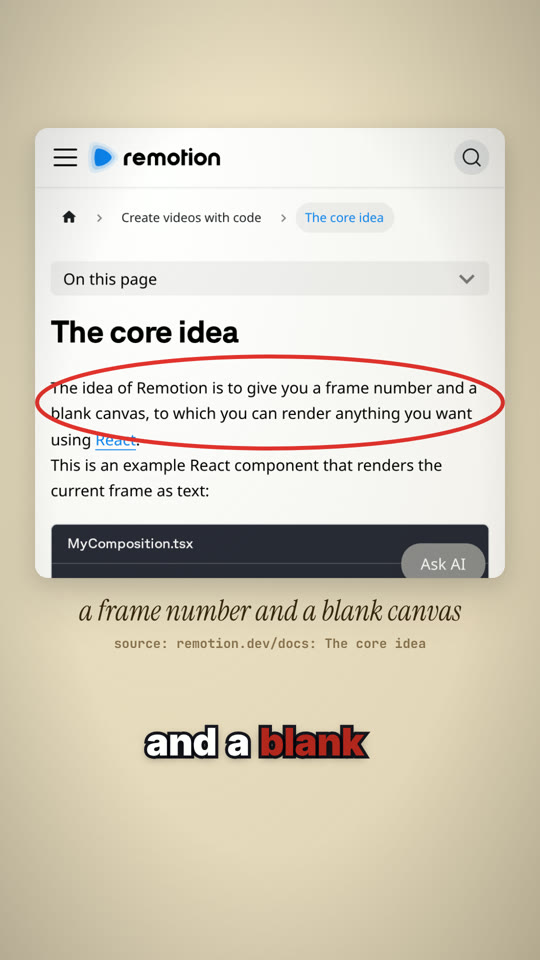 remotion
Create videos with code
The core idea
On this page
The core idea
The idea of Remotion is to give you a frame number and a
blank canvas, to which you can render anything you want
using React.
This is an example React component that renders the
current frame as text:
MyComposition.tsx
Ask AI
a frame number and a blank canvas
source: remotion.dev/docs: The core idea
and a blank